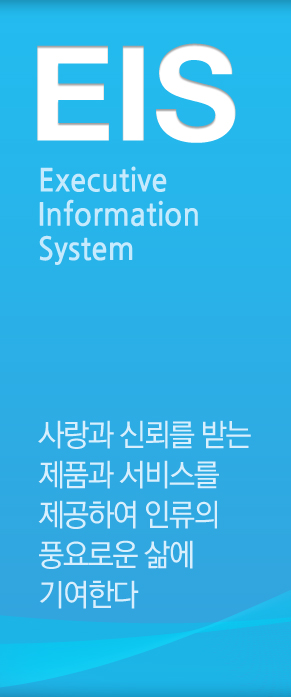 EIS
Executive
Information
System
사랑과 신뢰를 받는
제품과 서비스를
제공하여 인류의
풍요로운 삶에
기여한다